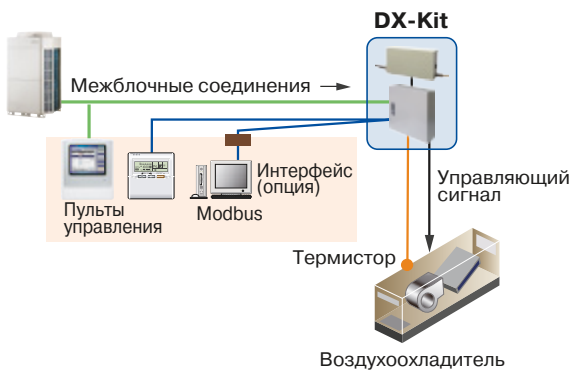 DX-Kit
Межблочные соединения
Интерфейс
(опция)
Управляющий
сигнал
Пульты
управления
Modbus
Термистор
Воздухоохладитель